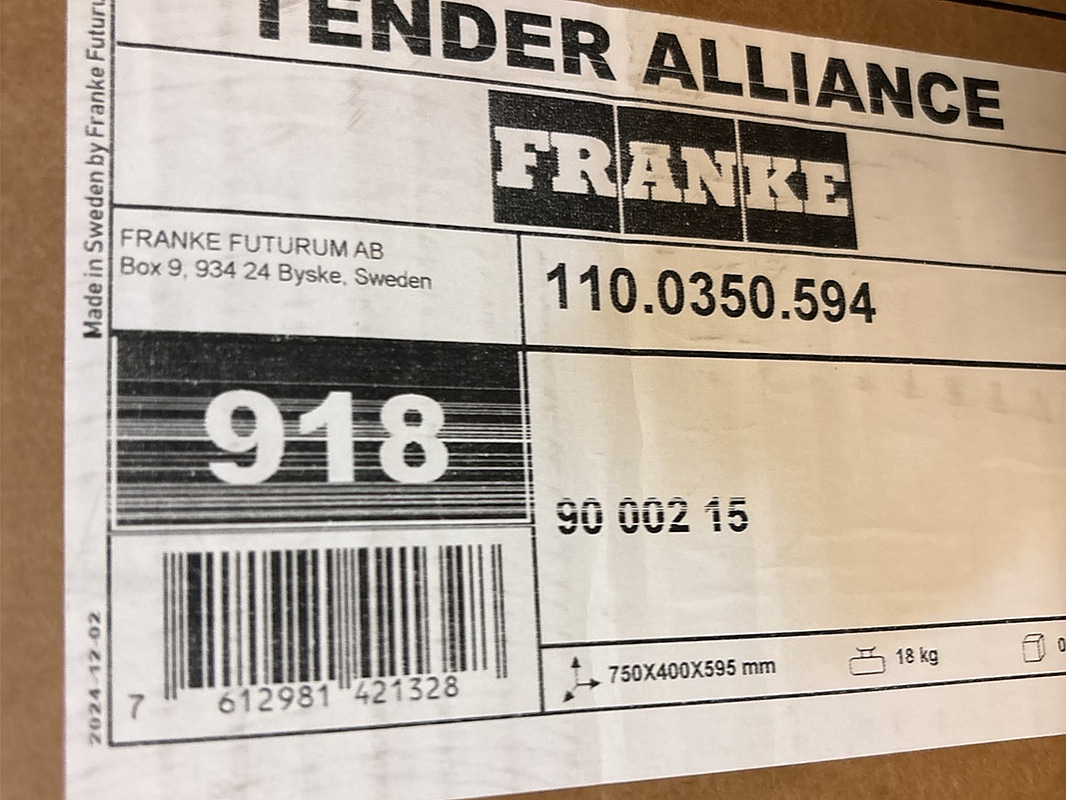 TENDER ALLIANCE
FRANKE
FRANKE FUTURUM AB
Box 9, 934 24 Byske, Sweden
110.0350.594
918
90 002 15
7 612981 421328
750X400X595 mm
18 kg
Made in Sweden by Franke
2024-12-02